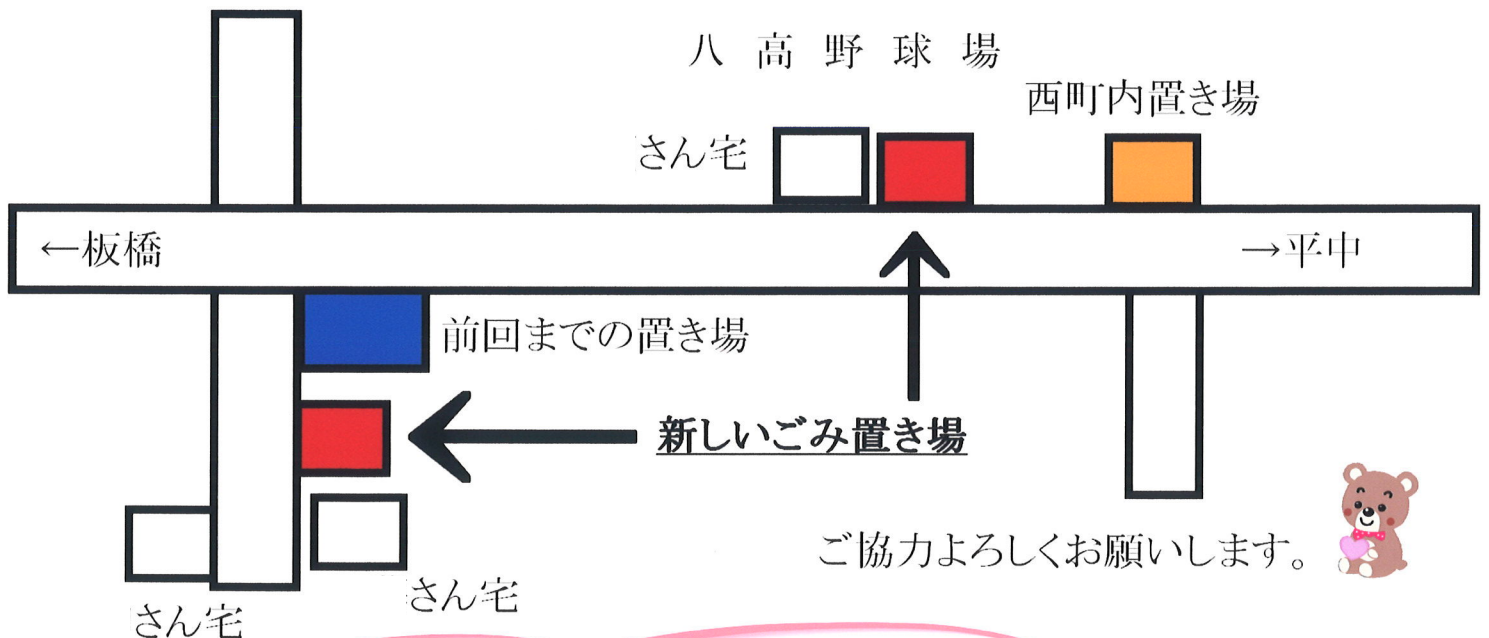 八高野球場
西町内置き場
さん宅
←板橋
→平中
前回までの置き場
新しいごみ置き場
ご協力よろしくお願いします。
さん宅
さん宅